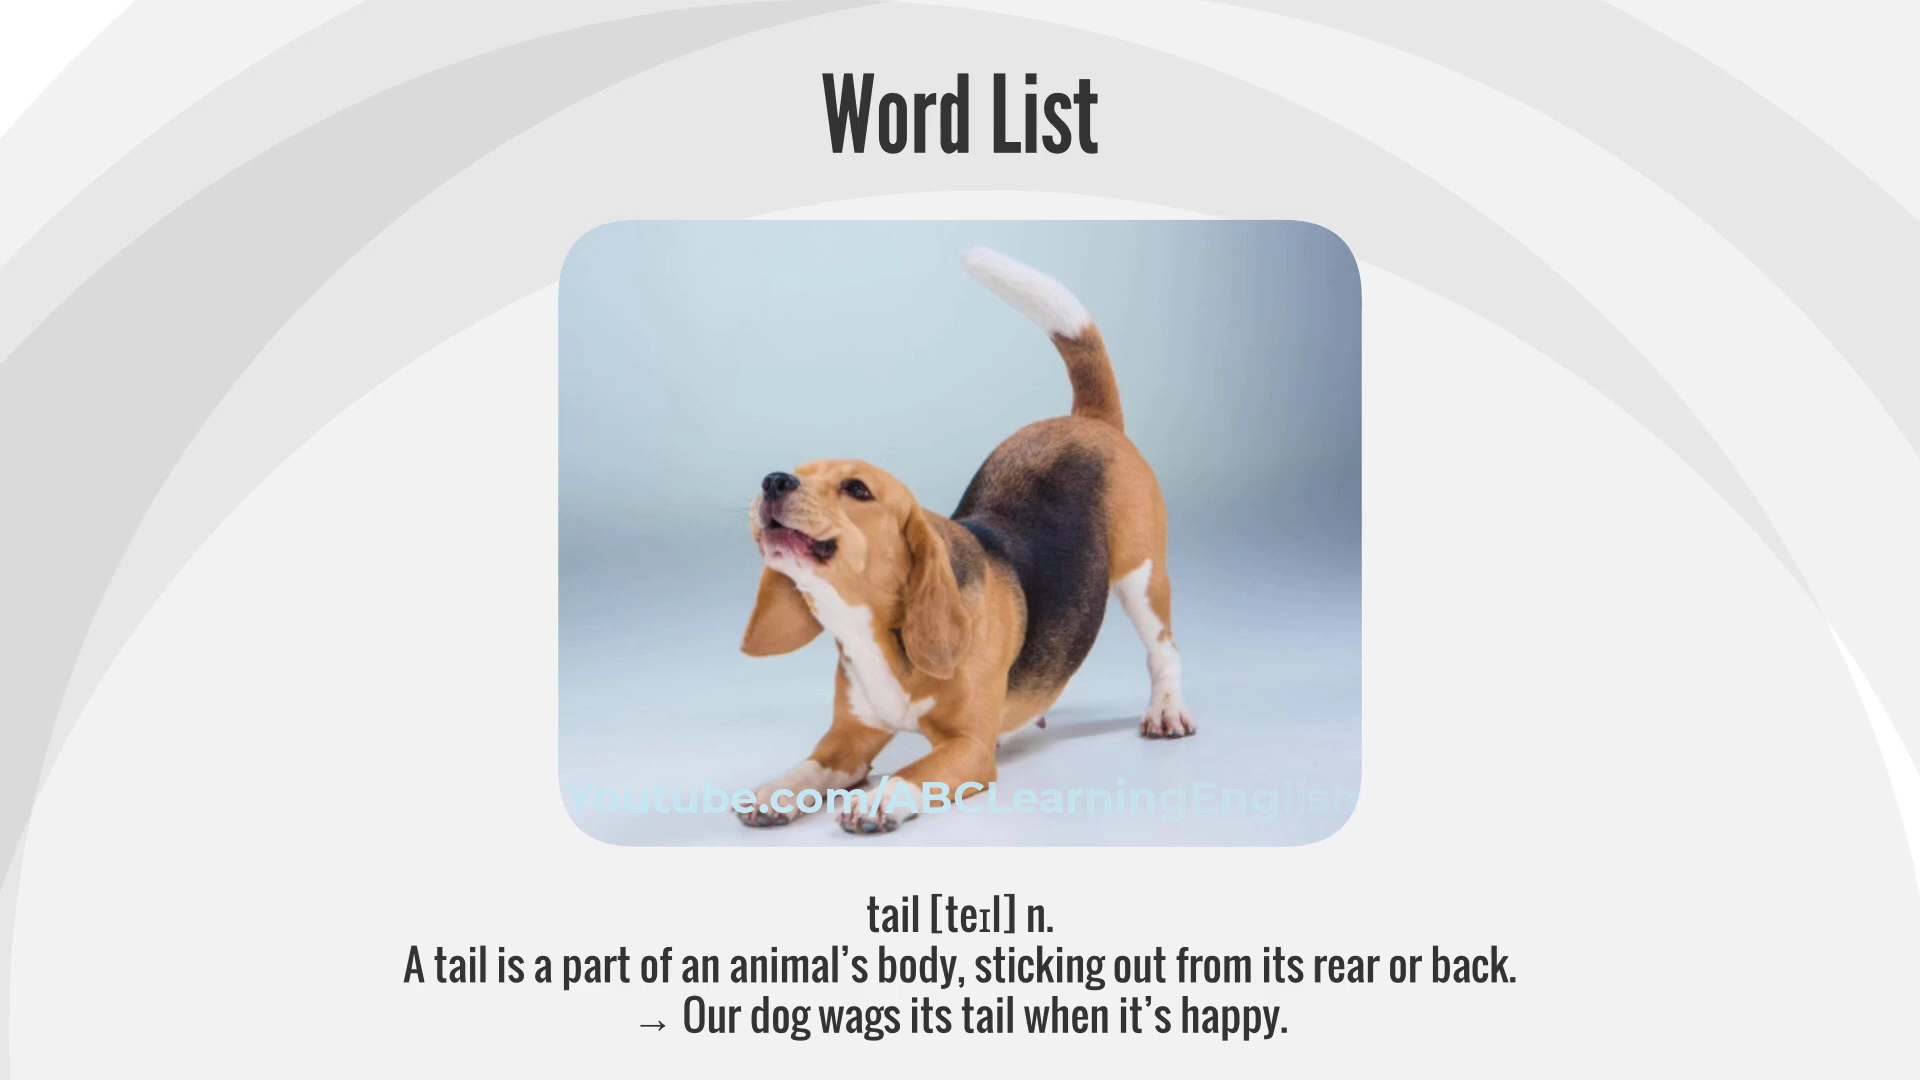 Word List
Youtube.com/ABCLearningEnglish
tail [teɪl] n.
A tail is a part of an animal’s body, sticking out from its rear or back.
→ Our dog wags its tail when it’s happy.